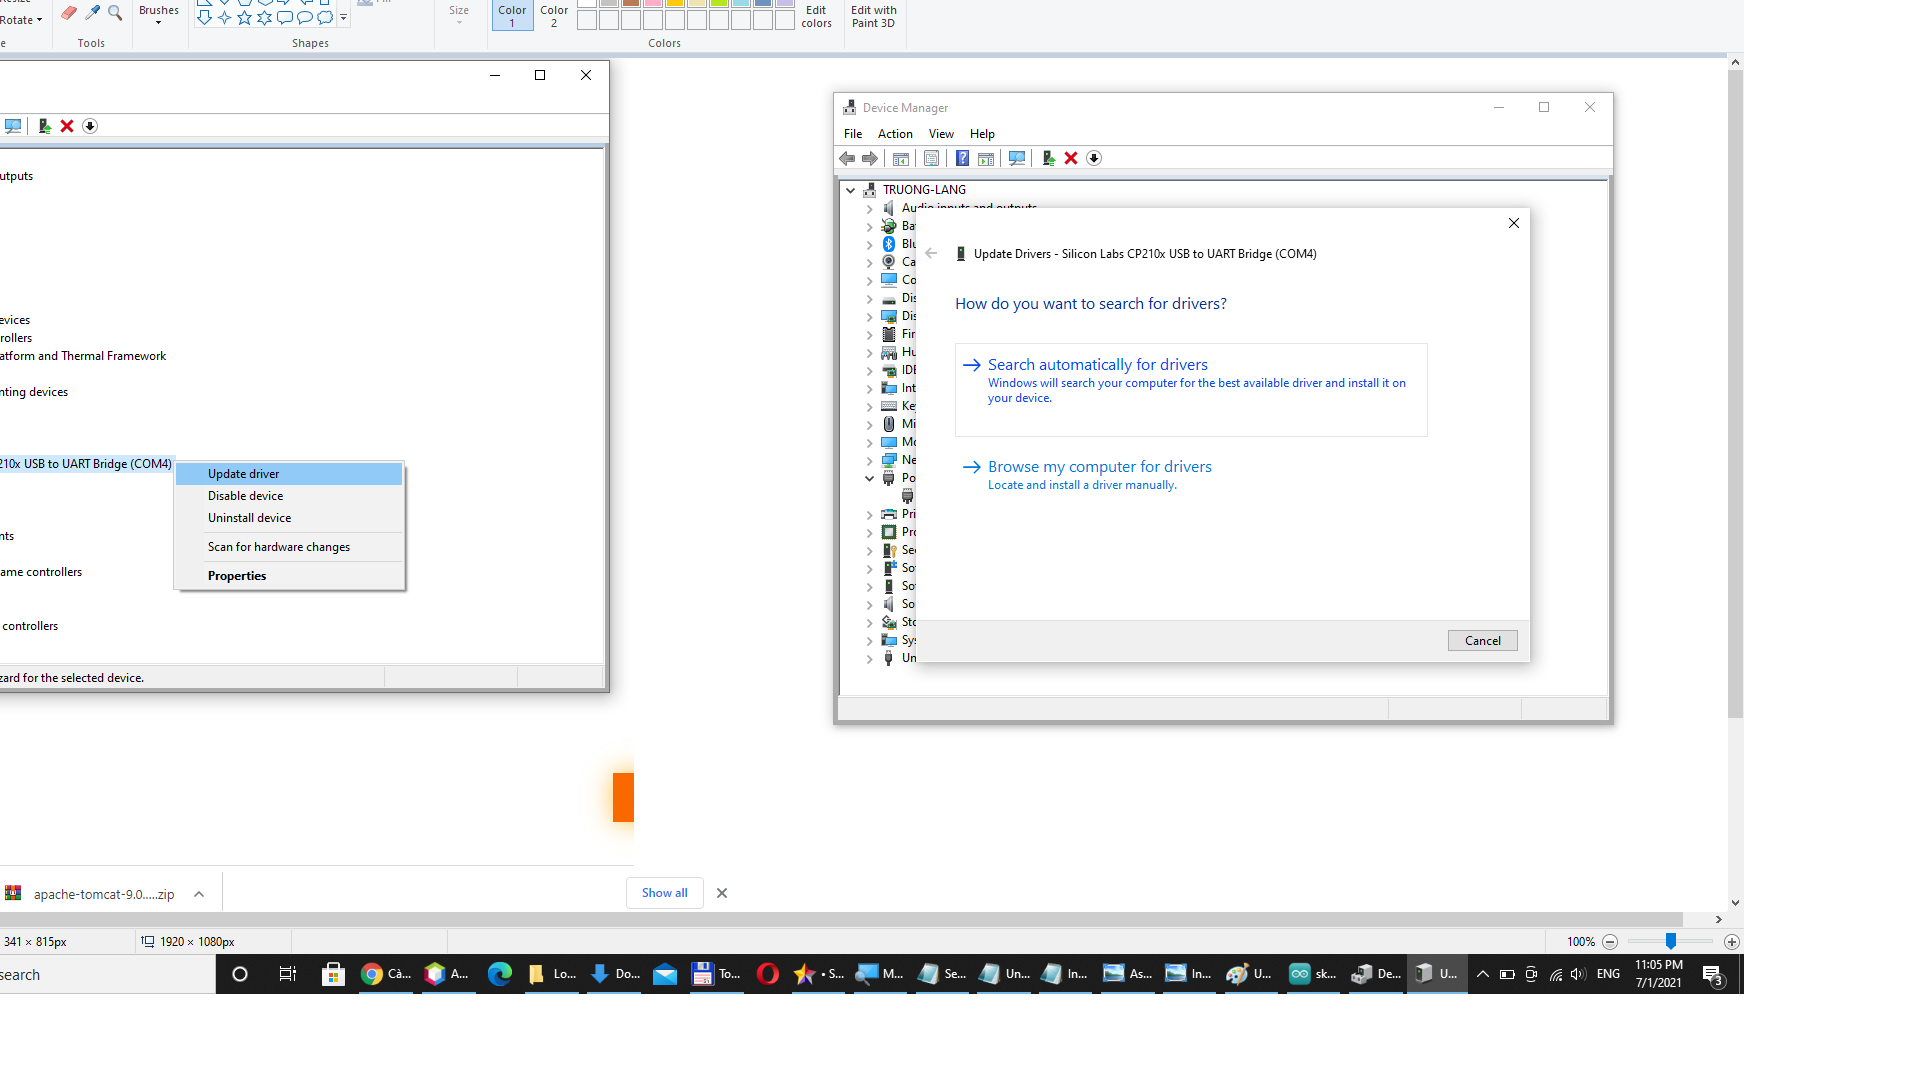 Rotate
Tools
Brushes
Shapes
Size
Color
1
Color
2
Edit
colors
Colors
Edit with
Paint 3D
utputs
evices
rollers
atform and Thermal Framework
nting devices
210x USB to UART Bridge (COM4)
Update driver
Disable device
Uninstall device
Scan for hardware changes
Properties
nts
ame controllers
controllers
zard for the selected device.
Device Manager
File Action View Help
TRUONG-LANG
Audio inputs and outputs
Ba
Blu
Ca
Co
Dis
Dis
Fir
Hu
IDE
Int
Ke
Mi
Mo
Ne
Po
Pri
Pro
Sec
So
So
So
Sto
Sys
Un
Update Drivers - Silicon Labs CP210x USB to UART Bridge (COM4)
How do you want to search for drivers?
Search automatically for drivers
Windows will search your computer for the best available driver and install it on
your device.
Browse my computer for drivers
Locate and install a driver manually.
Cancel
apache-tomcat-9.0.....zip
Show all
341 × 815px
1920 × 1080px
100%
search
Cà...
A...
Lo...
Do...
To...
• S...
M...
Se...
Un...
In...
As...
In...
U...
sk...
De...
U...
ENG
11:05 PM
7/1/2021
3